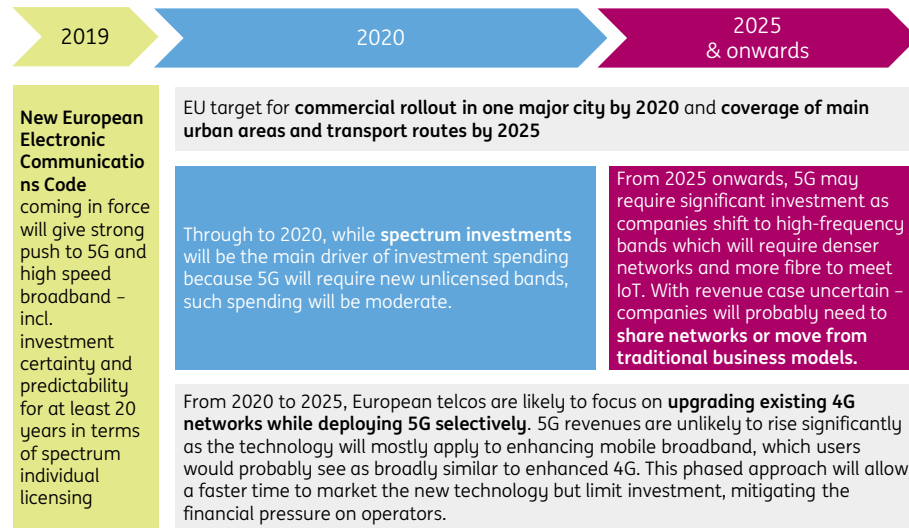 2019
2020
2025
& onwards
New European
Electronic
Communicatio
ns Code
coming in force
will give strong
push to 5G and
high speed
broadband –
incl.
investment
certainty and
predictability
for at least 20
years in terms
of spectrum
individual
licensing
EU target for commercial rollout in one major city by 2020 and coverage of main
urban areas and transport routes by 2025
Through to 2020, while spectrum investments
will be the main driver of investment spending
because 5G will require new unlicensed bands,
such spending will be moderate.
From 2025 onwards, 5G may
require significant investment as
companies shift to high-frequency
bands which will require denser
networks and more fibre to meet
IoT. With revenue case uncertain –
companies will probably need to
share networks or move from
traditional business models.
From 2020 to 2025, European telcos are likely to focus on upgrading existing 4G
networks while deploying 5G selectively. 5G revenues are unlikely to rise significantly
as the technology will mostly apply to enhancing mobile broadband, which users
would probably see as broadly similar to enhanced 4G. This phased approach will allow
a faster time to market the new technology but limit investment, mitigating the
financial pressure on operators.